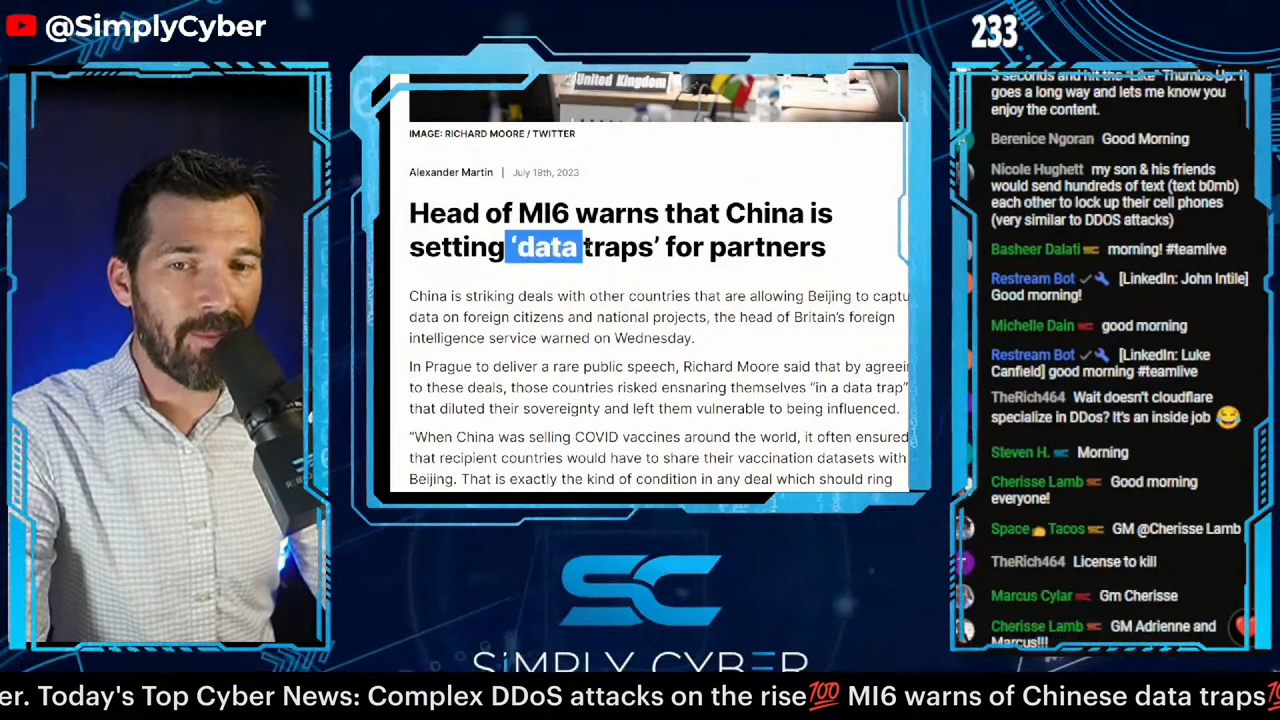 @SimplyCyber
233
United Kingdom
IMAGE: RICHARD MOORE / TWITTER
Alexander Martin | July 19th, 2023
Head of MI6 warns that China is
setting ‘data traps’ for partners
China is striking deals with other countries that are allowing Beijing to captu
data on foreign citizens and national projects, the head of Britain’s foreign
intelligence service warned on Wednesday.
In Prague to deliver a rare public speech, Richard Moore said that by agreein
to these deals, those countries risked ensnaring themselves “in a data trap”
that diluted their sovereignty and left them vulnerable to being influenced.
“When China was selling COVID vaccines around the world, it often ensured
that recipient countries would have to share their vaccination datasets with
Beijing. That is exactly the kind of condition in any deal which should ring
3 seconds and hit the "Like" Thumbs Up. It
goes a long way and lets me know you
enjoy the content.
Berenice Ngoran Good Morning
Nicole Hughett my son & his friends
would send hundreds of text (text b0mb)
each other to lock up their cell phones
(very similar to DDOS attacks)
Basheer Dalati morning! #teamlive
Restream Bot [LinkedIn: John Intile]
Good morning!
Michelle Dain good morning
Restream Bot [LinkedIn: Luke
Canfield] good morning #teamlive
TheRich464 Wait doesn't cloudflare
specialize in DDos? It's an inside job 😂
Steven H. Morning
Cherisse Lamb Good morning
everyone!
Space 🌮 Tacos GM @Cherisse Lamb
TheRich464 License to kill
Marcus Cylar Gm Cherisse
Cherisse Lamb GM Adrienne and
Marcus!!!
SC
SIMPLY CYBER
er. Today's Top Cyber News: Complex DDoS attacks on the rise💯 MI6 warns of Chinese data traps💯